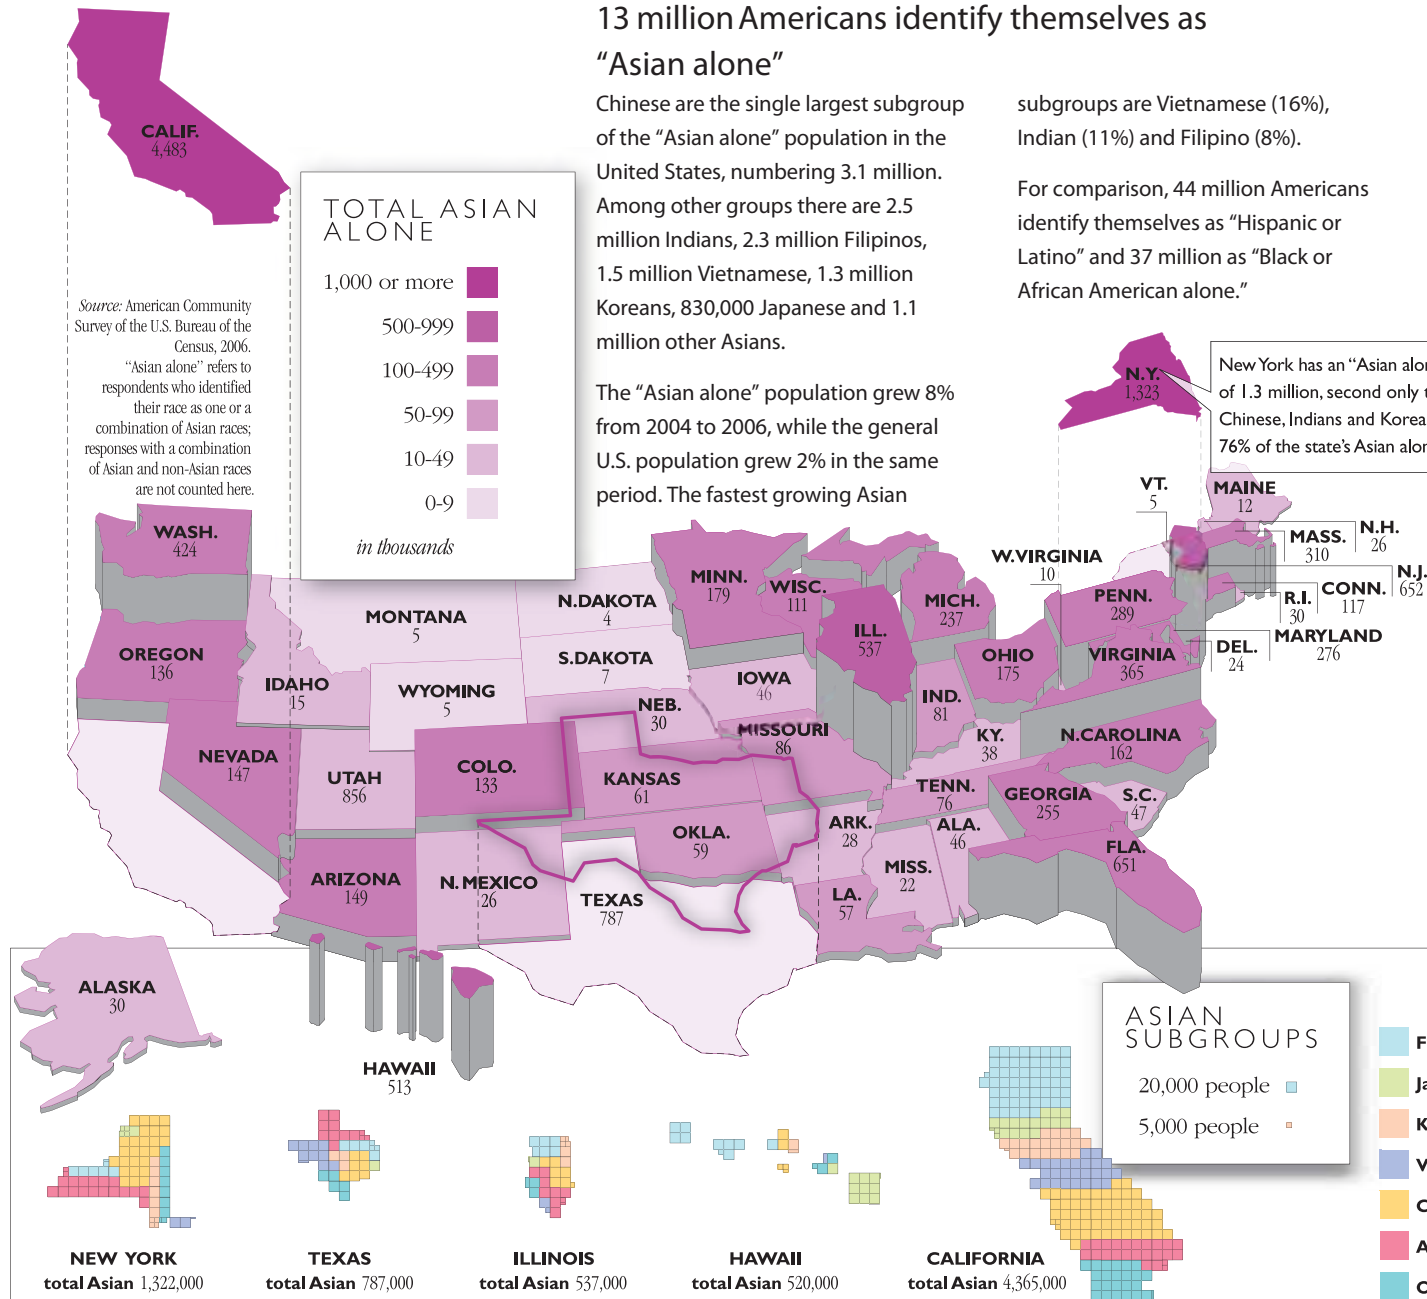 13 million Americans identify themselves as
“Asian alone”
Chinese are the single largest subgroup
of the “Asian alone” population in the
United States, numbering 3.1 million.
Among other groups there are 2.5
million Indians, 2.3 million Filipinos,
1.5 million Vietnamese, 1.3 million
Koreans, 830,000 Japanese and 1.1
million other Asians.
The “Asian alone” population grew 8%
from 2004 to 2006, while the general
U.S. population grew 2% in the same
period. The fastest growing Asian
subgroups are Vietnamese (16%),
Indian (11%) and Filipino (8%).
For comparison, 44 million Americans
identify themselves as “Hispanic or
Latino” and 37 million as “Black or
African American alone.”
CALIF.
4,483
TOTAL ASIAN
ALONE
1,000 or more
500-999
100-499
50-99
10-49
0-9
in thousands
Source: American Community
Survey of the U.S. Bureau of the
Census, 2006.
“Asian alone” refers to
respondents who identified
their race as one or a
combination of Asian races;
responses with a combination
of Asian and non-Asian races
are not counted here.
N.Y.
1,323
New York has an “Asian
of 1.3 million, second only
Chinese, Indians and
76% of the state’s Asian
WASH.
424
OREGON
136
IDAHO
15
MONTANA
5
WYOMING
5
N.DAKOTA
4
S.DAKOTA
7
NEB.
30
NEVADA
147
UTAH
856
COLO.
133
KANSAS
61
OKLA.
59
ARIZONA
149
N. MEXICO
26
TEXAS
787
MINN.
179
WISC.
111
IOWA
46
MISSOURI
86
ILL.
537
MICH.
237
IND.
81
OHIO
175
KY.
38
TENN.
76
ARK.
28
LA.
57
MISS.
22
ALA.
46
GEORGIA
255
FLA.
651
S.C.
47
N.CAROLINA
162
VIRGINIA
365
W.VIRGINIA
10
PENN.
289
VT.
5
MAINE
12
N.H.
26
MASS.
310
N.J.
652
CONN.
117
R.I.
30
MARYLAND
276
DEL.
24
ALASKA
30
HAWAII
513
ASIAN
SUBGROUPS
20,000 people
5,000 people
F
Ja
K
V
C
A
NEW YORK
total Asian 1,322,000
TEXAS
total Asian 787,000
ILLINOIS
total Asian 537,000
HAWAII
total Asian 520,000
CALIFORNIA
total Asian 4,365,000